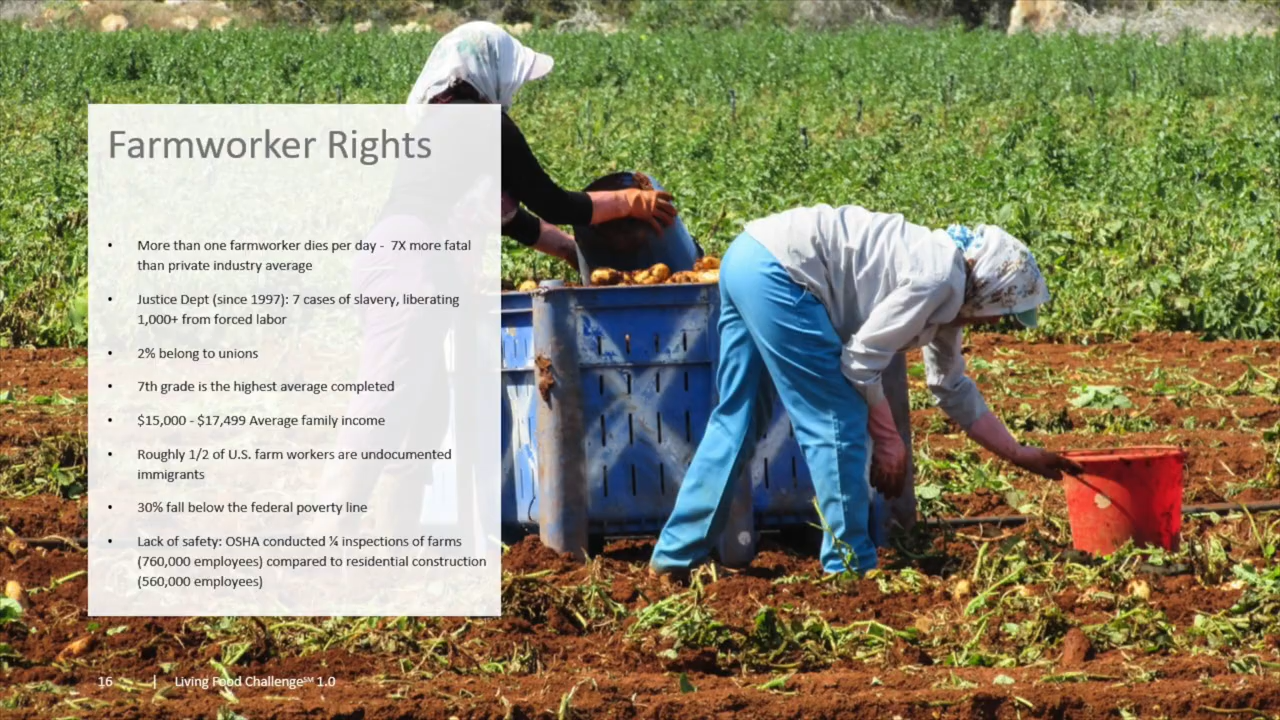 Farmworker Rights
• More than one farmworker dies per day -  7X more fatal
than private industry average
• Justice Dept (since 1997): 7 cases of slavery, liberating
1,000+ from forced labor
• 2% belong to unions
• 7th grade is the highest average completed
• $15,000 - $17,499 Average family income
• Roughly 1/2 of U.S. farm workers are undocumented
immigrants
• 30% fall below the federal poverty line
• Lack of safety: OSHA conducted ¼ inspections of farms
(760,000 employees) compared to residential construction
(560,000 employees)
16 | Living Food Challenge℠ 1.0